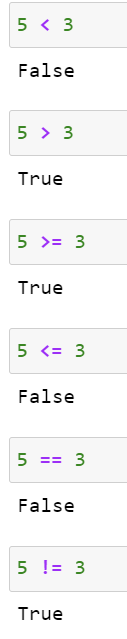 5 < 3
False
5 > 3
True
5 >= 3
True
5 <= 3
False
5 == 3
False
5 != 3
True